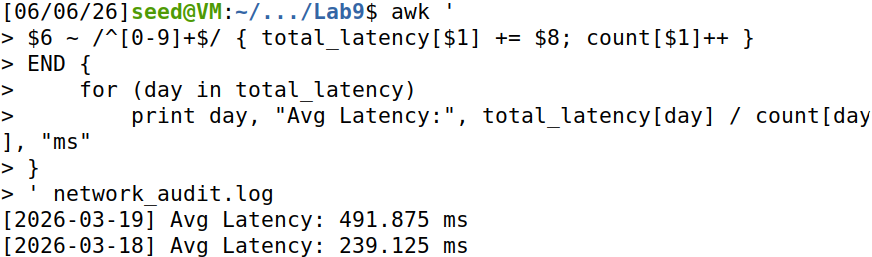 [06/06/26]seed@VM:~/.../Lab9$ awk '
> $6 ~ /^[0-9]+$/ { total_latency[$1] += $8; count[$1]++ }
> END {
>     for (day in total_latency)
>         print day, "Avg Latency:", total_latency[day] / count[day
], "ms"
> }
> ' network_audit.log
[2026-03-19] Avg Latency: 491.875 ms
[2026-03-18] Avg Latency: 239.125 ms